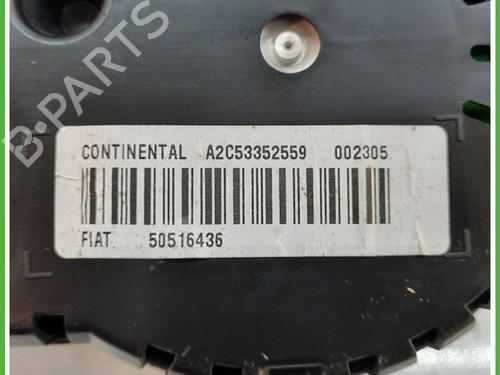 B-PARTS
CONTINENTAL A2C53352559 002305
FIAT 50516436